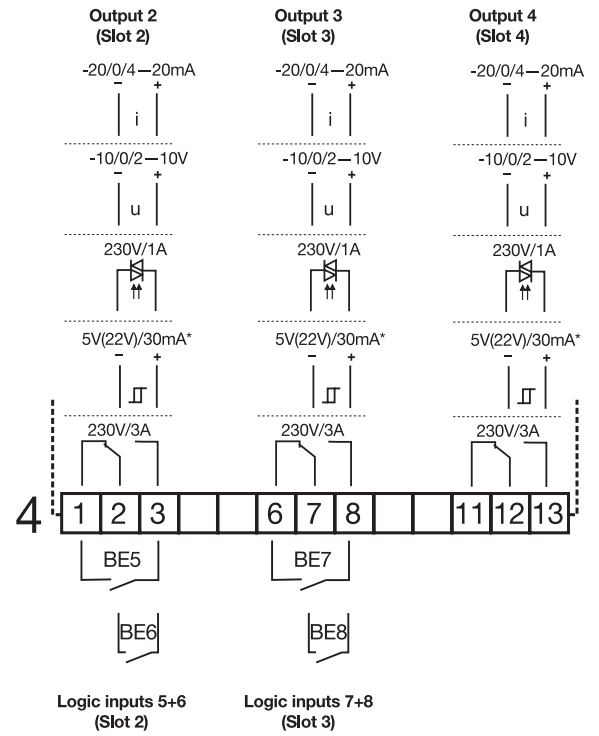 Output 2
(Slot 2)
Output 3
(Slot 3)
Output 4
(Slot 4)
-20/0/4—20mA
-20/0/4—20mA
-20/0/4—20mA
− +
− +
− +
i
i
i
-10/0/2—10V
-10/0/2—10V
-10/0/2—10V
− +
− +
− +
u
u
u
230V/1A
230V/1A
230V/1A
5V(22V)/30mA*
5V(22V)/30mA*
5V(22V)/30mA*
− +
− +
− +
230V/3A
230V/3A
230V/3A
4 1 2 3 6 7 8 11 12 13
BE5
BE7
BE6
BE8
Logic inputs 5+6
(Slot 2)
Logic inputs 7+8
(Slot 3)